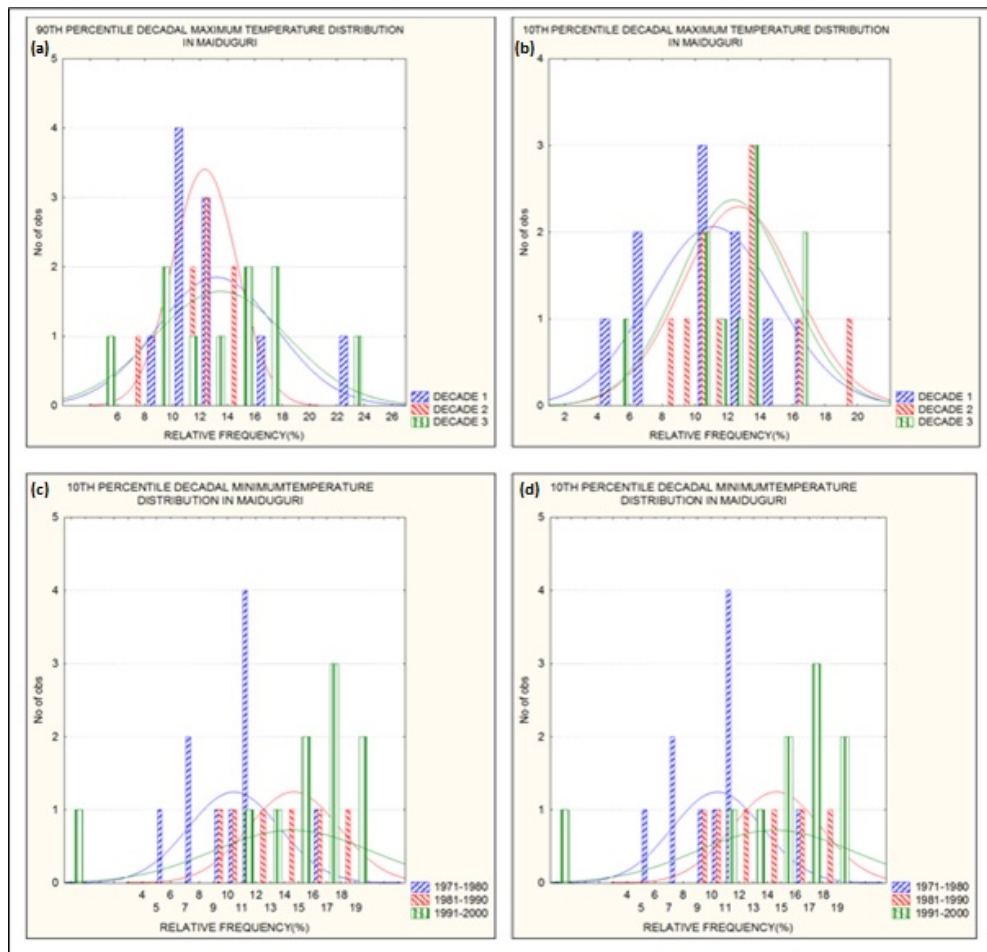 (a)
90TH PERCENTILE DECADAL MAXIMUM TEMPERATURE DISTRIBUTION
IN MAIDUGURI
5
4
3
2
1
0
No of obs
6 8 10 12 14 16 18 20 22 24 26
RELATIVE FREQUENCY(%)
DECADE 1
DECADE 2
DECADE 3
(b)
10TH PERCENTILE DECADAL MAXIMUM TEMPERATURE DISTRIBUTION
IN MAIDUGURI
4
3
2
1
0
No of obs
2 4 6 8 10 12 14 16 18 20
RELATIVE FREQUENCY(%)
DECADE 1
DECADE 2
DECADE 3
(c)
10TH PERCENTILE DECADAL MINIMUMTEMPERATURE
DISTRIBUTION IN MAIDUGURI
5
4
3
2
1
0
No of obs
4 6 8 10 12 14 16 18
5 7 9 11 13 15 17 19
RELATIVE FREQUENCY(%)
1971-1980
1981-1990
1991-2000
(d)
10TH PERCENTILE DECADAL MINIMUMTEMPERATURE
DISTRIBUTION IN MAIDUGURI
5
4
3
2
1
0
No of obs
4 6 8 10 12 14 16 18
5 7 9 11 13 15 17 19
RELATIVE FREQUENCY(%)
1971-1980
1981-1990
1991-2000